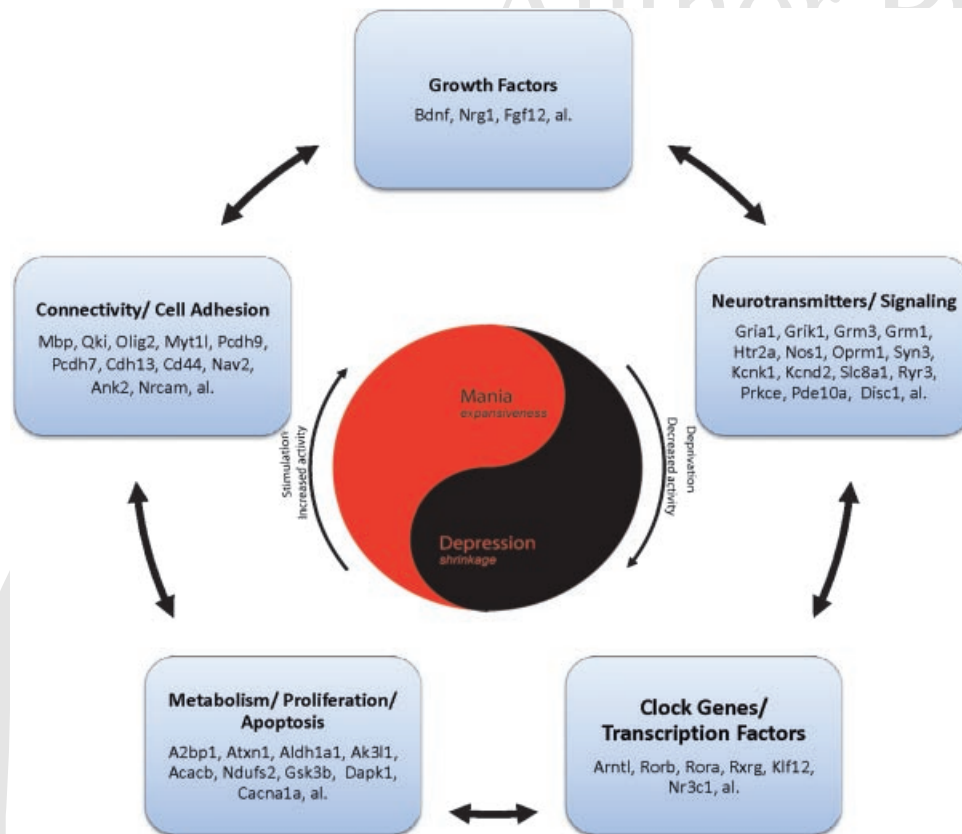 Growth Factors
Bdnf, Nrg1, Fgf12, al.
Connectivity/ Cell Adhesion
Mbp, Qki, Olig2, Myt1l, Pcdh9,
Pcdh7, Cdh13, Cd44, Nav2,
Ank2, Nrcam, al.
Neurotransmitters/ Signaling
Gria1, Grik1, Grm3, Grm1,
Htr2a, Nos1, Oprm1, Syn3,
Kcnk1, Kcnd2, Slc8a1, Ryr3,
Prkce, Pde10a, Disc1, al.
Stimulation
Increased activity
Mania
expansiveness
Depression
shrinkage
Deprivation
Decreased activity
Metabolism/ Proliferation/
Apoptosis
A2bp1, Atxn1, Aldh1a1, Ak3l1,
Acacb, Ndufs2, Gsk3b, Dapk1,
Cacna1a, al.
Clock Genes/
Transcription Factors
Arntl, Rorb, Rora, Rxrg, Klf12,
Nr3c1, al.